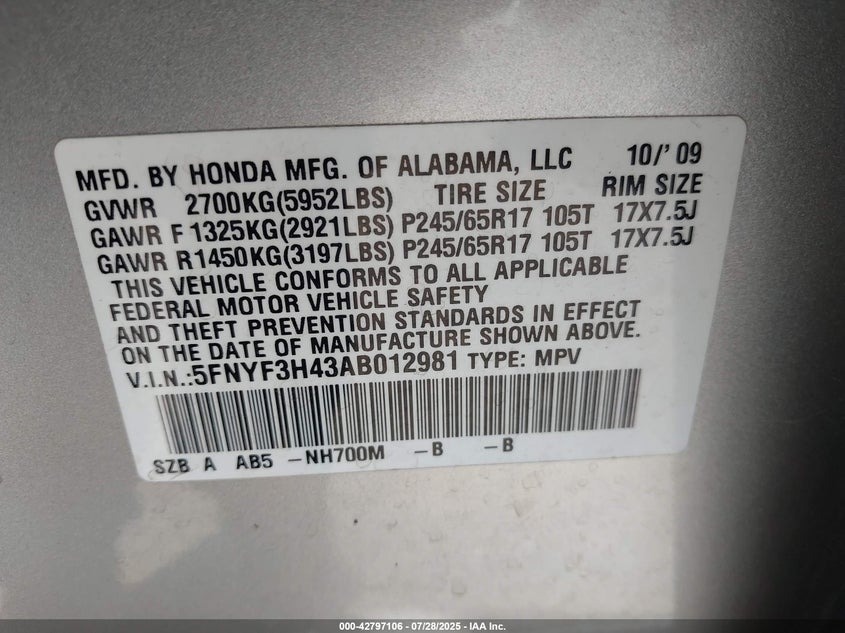 MFD. BY HONDA MFG. OF ALABAMA, LLC 10/'09
GVWR 2700KG(5952LBS) TIRE SIZE RIM SIZE
GAWR F 1325KG(2921LBS) P245/65R17 105T 17X7.5J
GAWR R1450KG(3197LBS) P245/65R17 105T 17X7.5J
THIS VEHICLE CONFORMS TO ALL APPLICABLE
FEDERAL MOTOR VEHICLE SAFETY
AND THEFT PREVENTION STANDARDS IN EFFECT
ON THE DATE OF MANUFACTURE SHOWN ABOVE.
V.I.N.:5FNYF3H43AB012981 TYPE: MPV
SZB A AB5 -NH700M -B -B
000-42797106 - 07/28/2025 - IAA Inc.